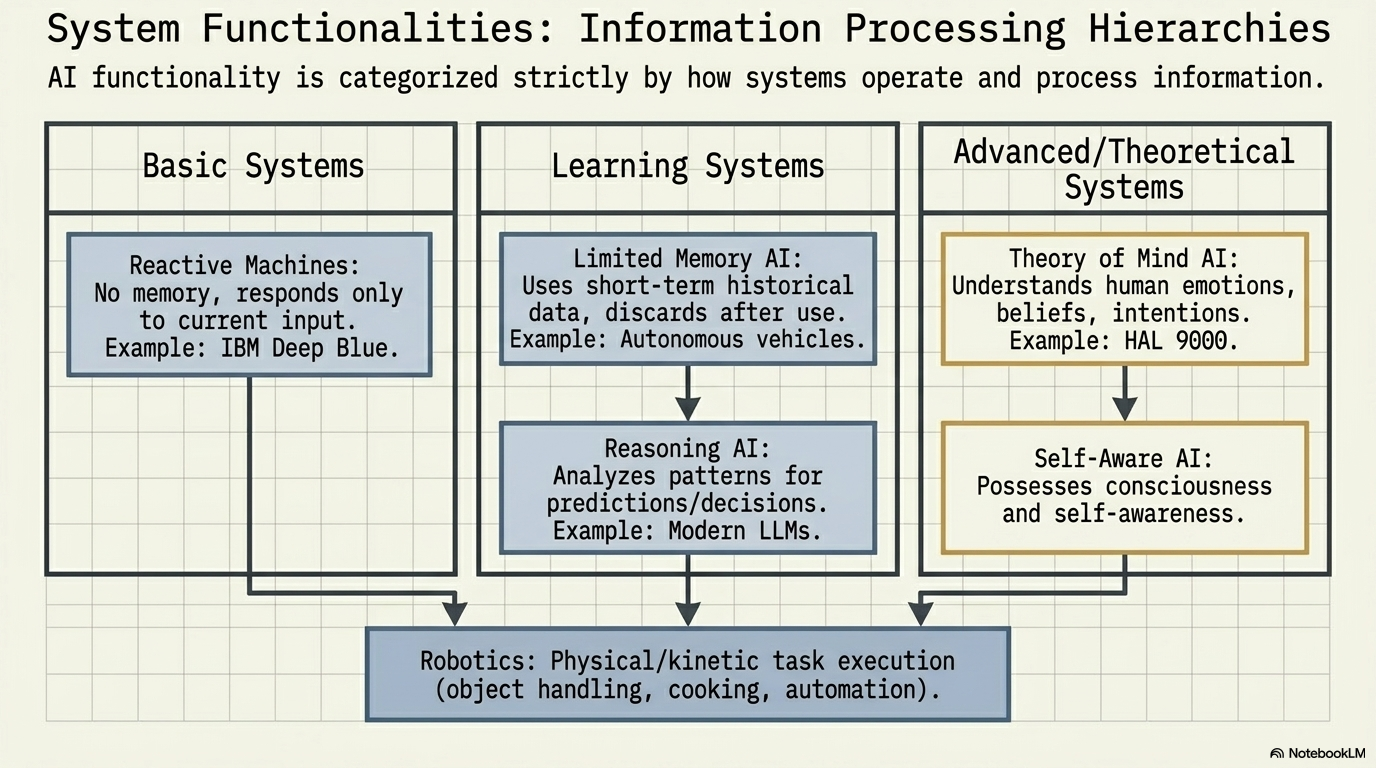 System Functionalities: Information Processing Hierarchies
AI functionality is categorized strictly by how systems operate and process information.
Basic Systems
Reactive Machines:
No memory, responds only
to current input.
Example: IBM Deep Blue.
Learning Systems
Limited Memory AI:
Uses short-term historical
data, discards after use.
Example: Autonomous vehicles.
Reasoning AI:
Analyzes patterns for
predictions/decisions.
Example: Modern LLMs.
Advanced/Theoretical
Systems
Theory of Mind AI:
Understands human emotions,
beliefs, intentions.
Example: HAL 9000.
Self-Aware AI:
Possesses consciousness
and self-awareness.
Robotics: Physical/kinetic task execution
(object handling, cooking, automation).
NotebookLM